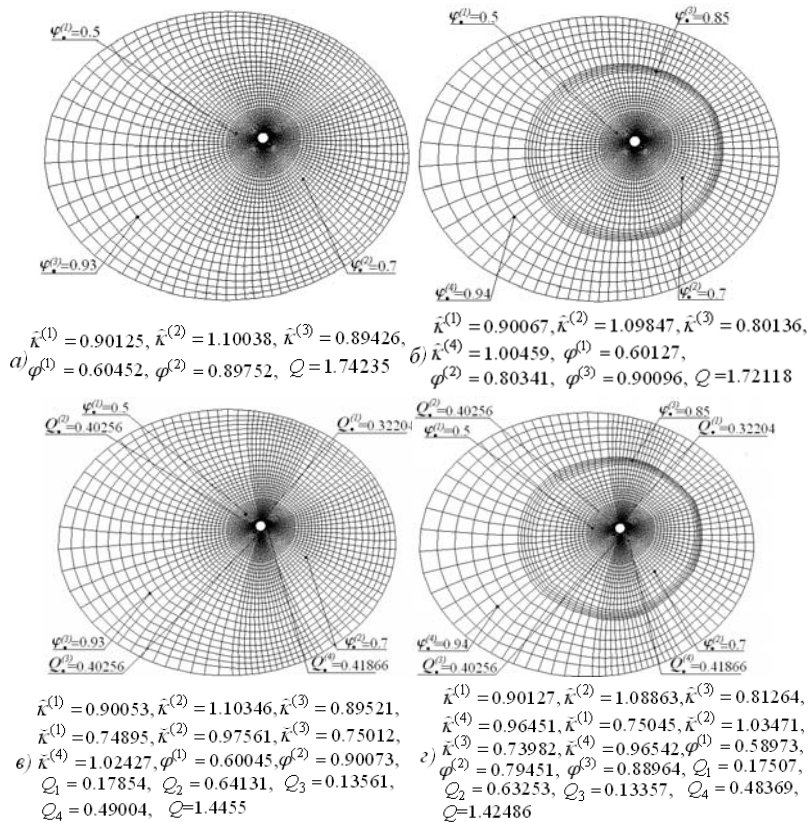 φ•⁽¹⁾=0.5
φ•⁽¹⁾=0.5
φ•⁽³⁾=0.85
φ•⁽³⁾=0.93
φ•⁽²⁾=0.7
φ•⁽⁴⁾=0.94
φ•⁽²⁾=0.7
а) κ̂⁽¹⁾ = 0.90125, κ̂⁽²⁾ = 1.10038, κ̂⁽³⁾ = 0.89426,
φ⁽¹⁾ = 0.60452, φ⁽²⁾ = 0.89752, Q = 1.74235
б) κ̂⁽¹⁾ = 0.90067, κ̂⁽²⁾ = 1.09847, κ̂⁽³⁾ = 0.80136,
κ̂⁽⁴⁾ = 1.00459, φ⁽¹⁾ = 0.60127,
φ⁽²⁾ = 0.80341, φ⁽³⁾ = 0.90096, Q = 1.72118
φ•⁽¹⁾=0.5
Q•⁽²⁾=0.40256
Q•⁽¹⁾=0.32204
Q•⁽²⁾=0.40256
φ•⁽¹⁾=0.5
φ•⁽³⁾=0.85
Q•⁽¹⁾=0.32204
φ•⁽³⁾=0.93
Q•⁽³⁾=0.40256
φ•⁽²⁾=0.7
Q•⁽⁴⁾=0.41866
φ•⁽⁴⁾=0.94
Q•⁽³⁾=0.40256
φ•⁽²⁾=0.7
Q•⁽⁴⁾=0.41866
κ̂⁽¹⁾ = 0.90053, κ̂⁽²⁾ = 1.10346, κ̂⁽³⁾ = 0.89521,
κ̌⁽¹⁾ = 0.74895, κ̌⁽²⁾ = 0.97561, κ̌⁽³⁾ = 0.75012,
в) κ̌⁽⁴⁾ = 1.02427, φ⁽¹⁾ = 0.60045, φ⁽²⁾ = 0.90073,
Q₁ = 0.17854, Q₂ = 0.64131, Q₃ = 0.13561,
Q₄ = 0.49004, Q=1.4455
κ̂⁽¹⁾ = 0.90127, κ̂⁽²⁾ = 1.08863, κ̂⁽³⁾ = 0.81264,
κ̂⁽⁴⁾ = 0.96451, κ̌⁽¹⁾ = 0.75045, κ̌⁽²⁾ = 1.03471,
г) κ̌⁽³⁾ = 0.73982, κ̌⁽⁴⁾ = 0.96542, φ⁽¹⁾ = 0.58973,
φ⁽²⁾ = 0.79451, φ⁽³⁾ = 0.88964, Q₁ = 0.17507,
Q₂ = 0.63253, Q₃ = 0.13357, Q₄ = 0.48369,
Q=1.42486